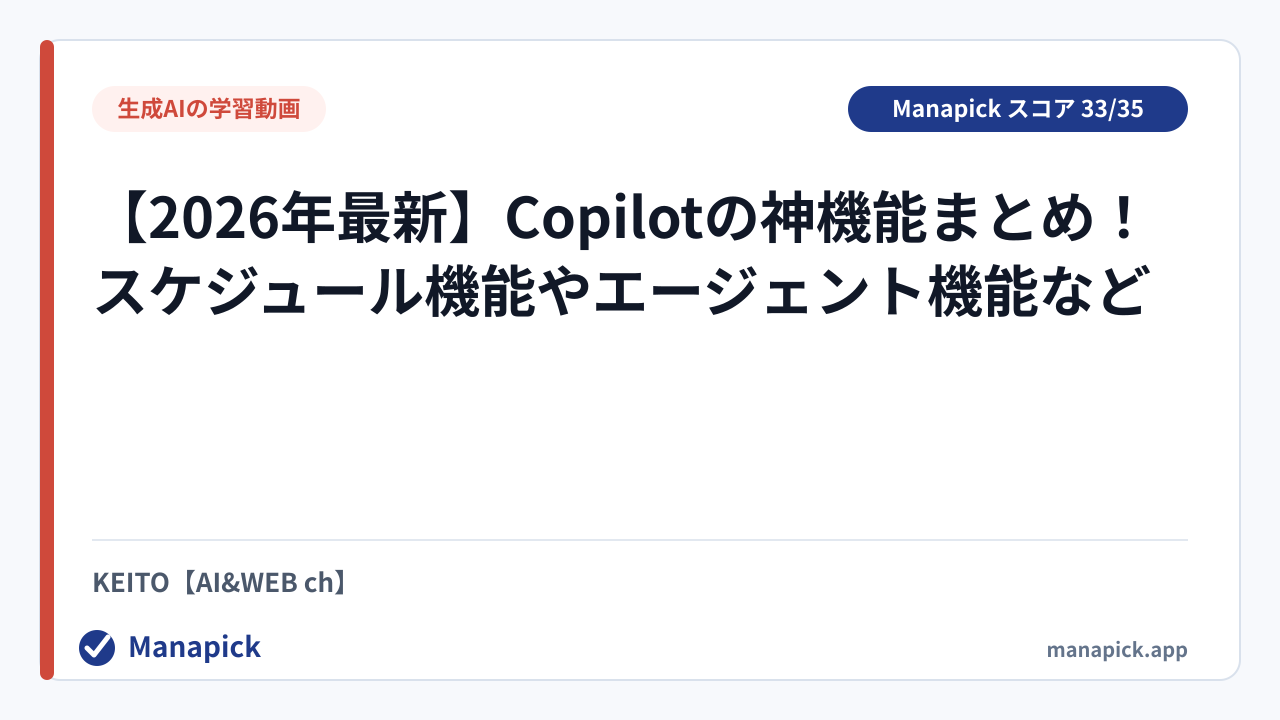 生成AIの学習動画
Manapick スコア 33/35
【2026年最新】Copilotの神機能まとめ！
スケジュール機能やエージェント機能など
KEITO【AI&WEB ch】
Manapick
manapick.app